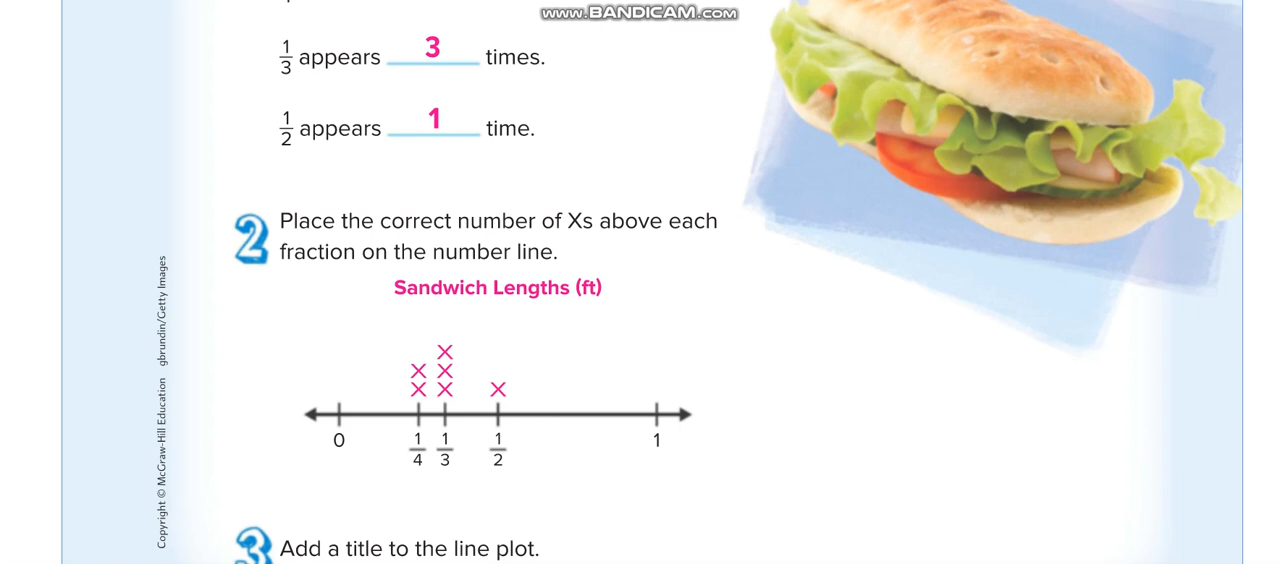 www.BANDICAM.com
1/3 appears 3 times.
1/2 appears 1 time.
2 Place the correct number of Xs above each
fraction on the number line.
Sandwich Lengths (ft)
X
X X
X X X
0 1/4 1/3 1/2 1
3 Add a title to the line plot.
Copyright © McGraw-Hill Education gbrundin/Getty Images